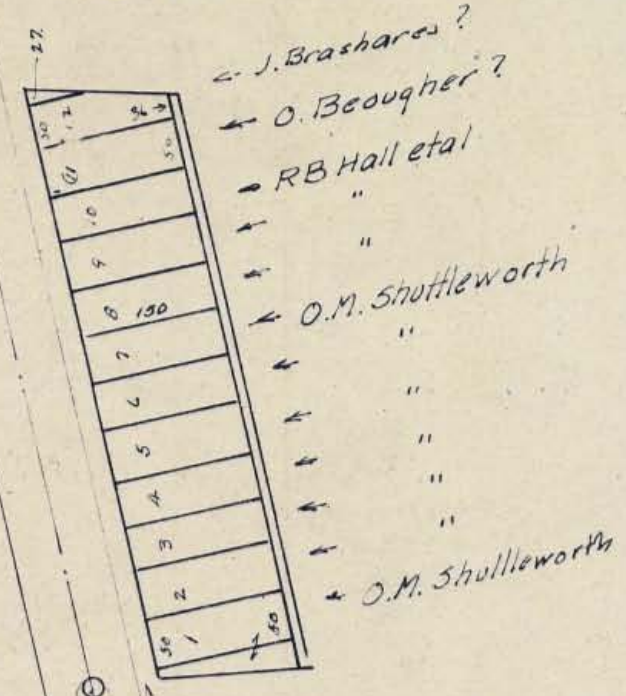 27.
← J. Brashares ?
50 12
← O. Beougher ?
11 50
RB Hall etal
10 "
9 "
8 150
O.M. Shuttleworth
7 "
6 "
5 "
4 "
3 "
2
O.M. Shullleworth
50 1 50